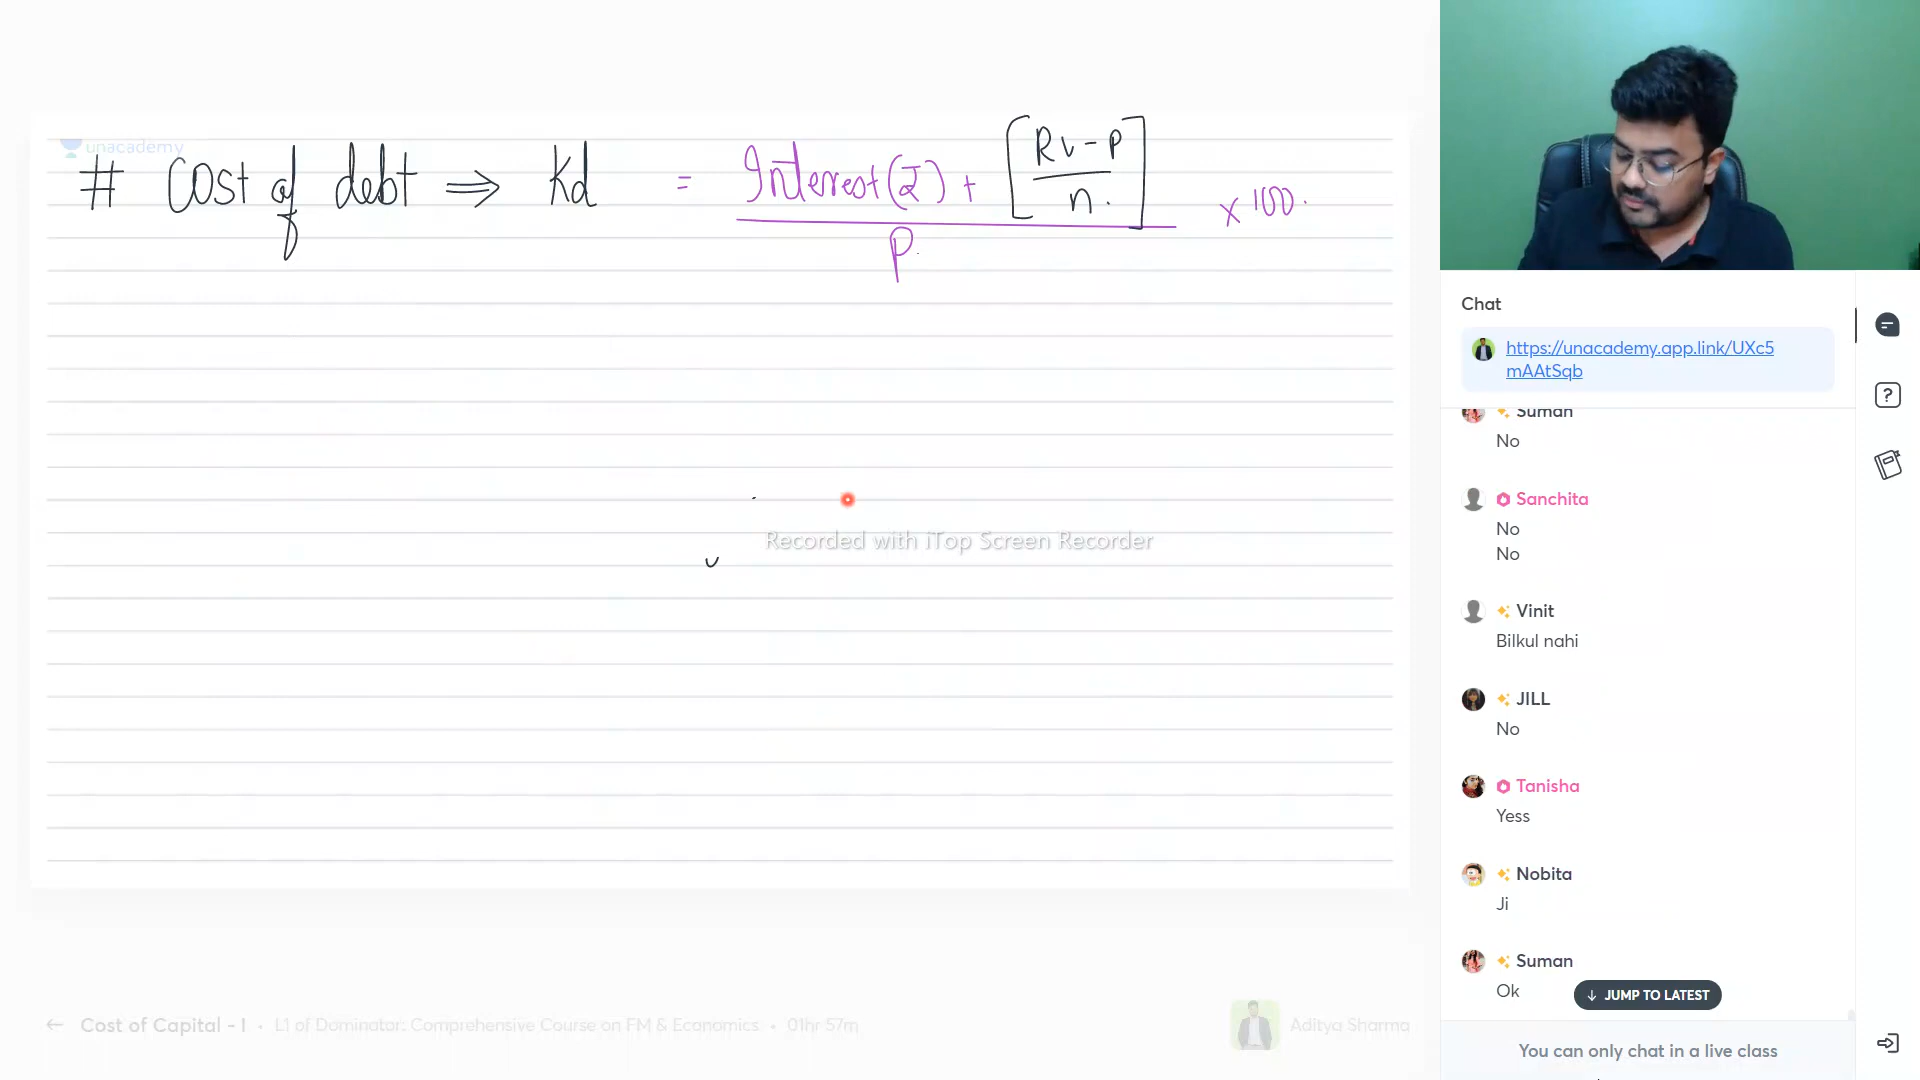 unacademy
# Cost of debt ⇒ Kd = Interest (I) + [Rv - P / n.] / P. × 100.
Recorded with iTop Screen Recorder
Cost of Capital - I • L1 of Dominator: Comprehensive Course on FM & Economics • 01hr 57m
Aditya Sharma
Chat
https://unacademy.app.link/UXc5
mAAtSqb
Suman
No
Sanchita
No
No
Vinit
Bilkul nahi
JILL
No
Tanisha
Yess
Nobita
Ji
Suman
Ok
JUMP TO LATEST
You can only chat in a live class